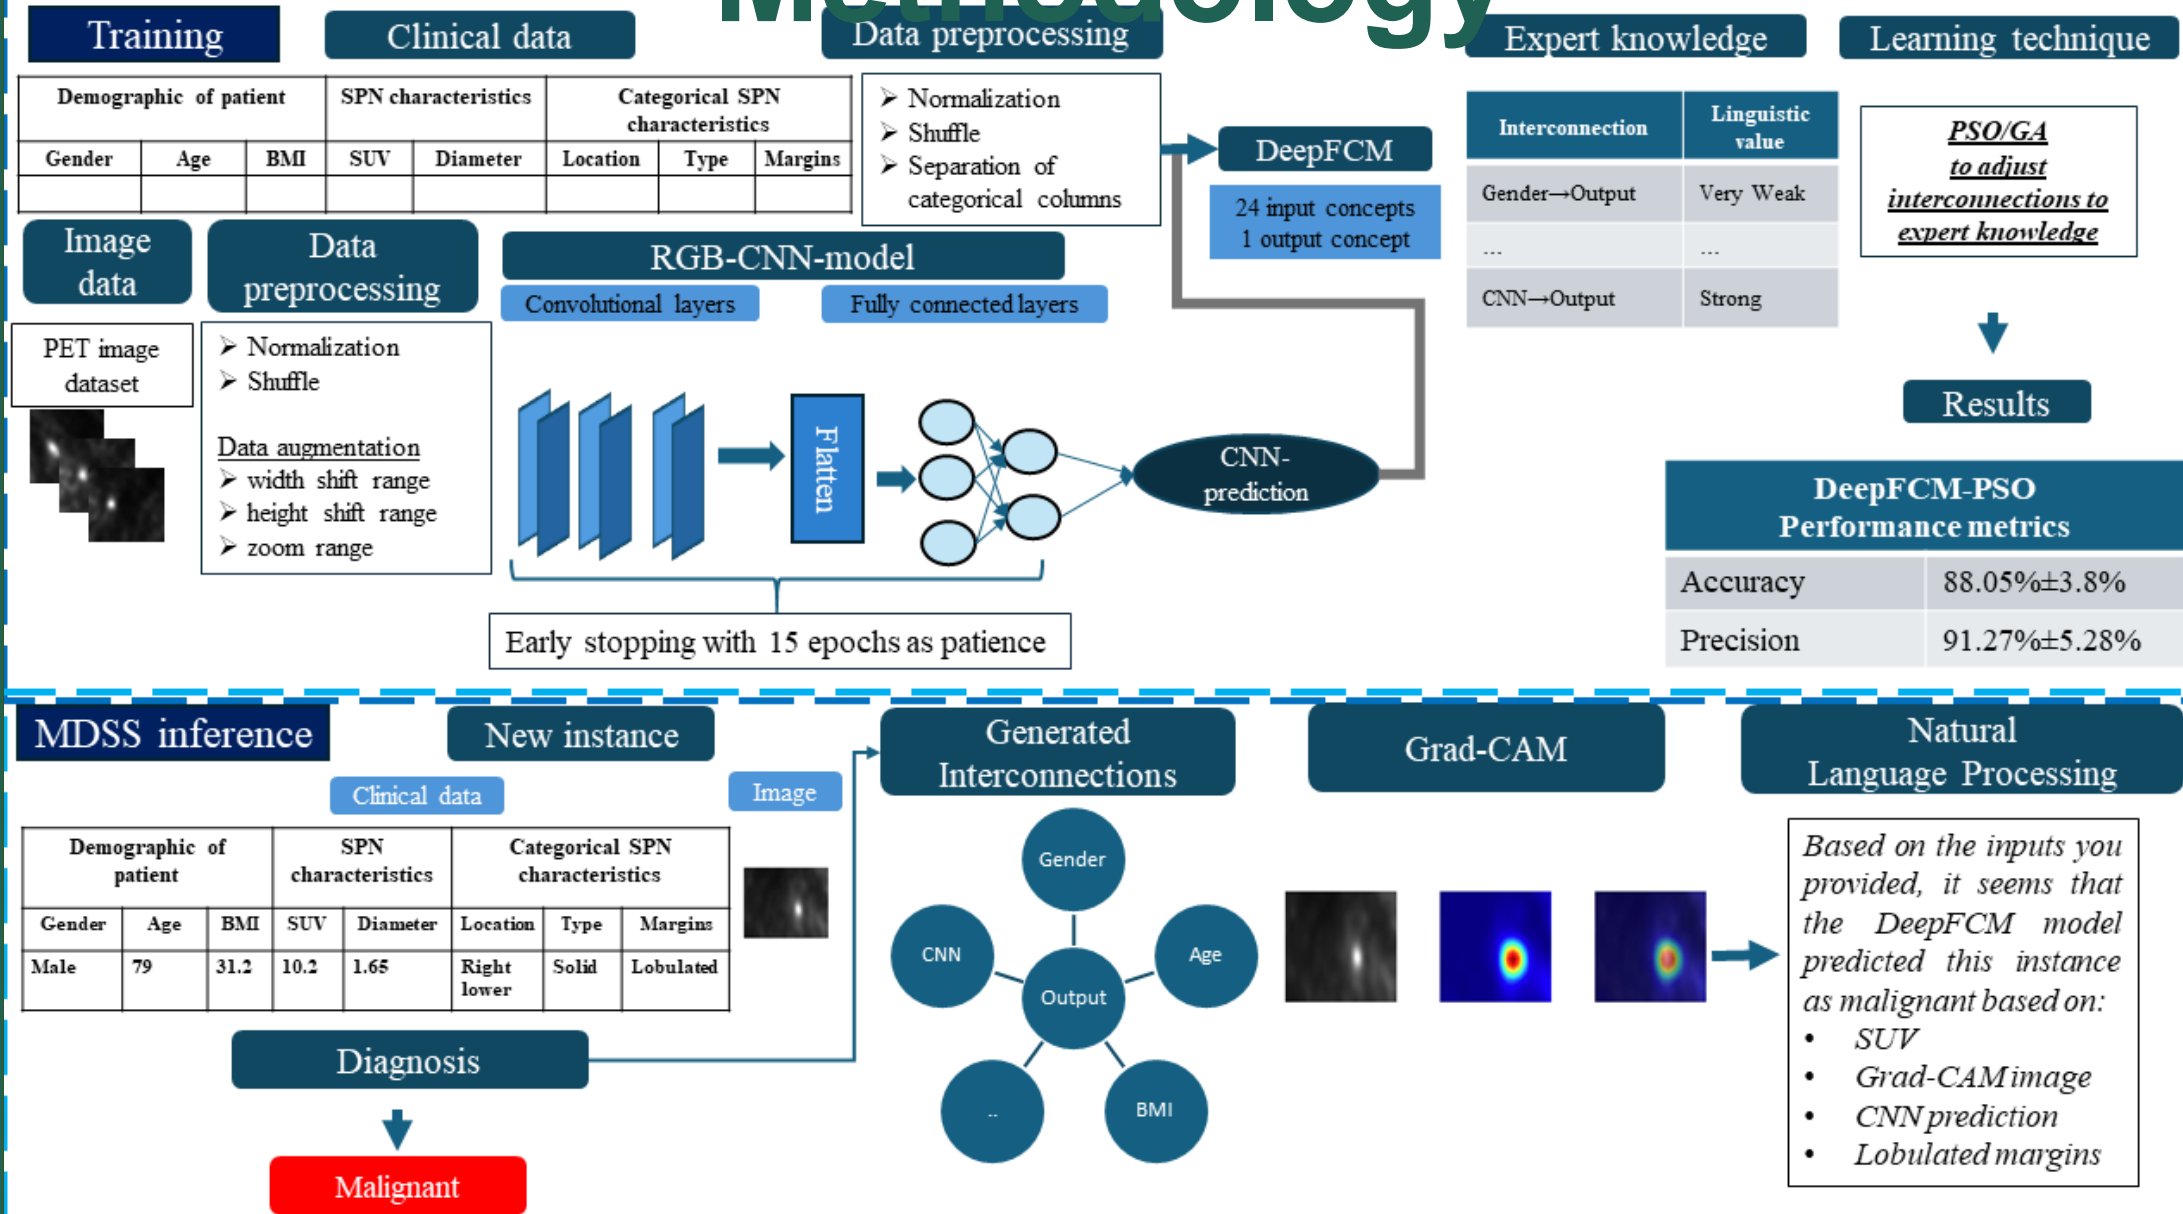 Methodology
Training
Clinical data
Data preprocessing
Expert knowledge
Learning technique
Demographic of patient
SPN characteristics
Categorical SPN
characteristics
Gender
Age
BMI
SUV
Diameter
Location
Type
Margins
➢ Normalization
➢ Shuffle
➢ Separation of
categorical columns
DeepFCM
24 input concepts
1 output concept
Interconnection
Linguistic
value
Gender→Output
Very Weak
...
...
CNN→Output
Strong
PSO/GA
to adjust
interconnections to
expert knowledge
Image
data
Data
preprocessing
RGB-CNN-model
Convolutional layers
Fully connected layers
PET image
dataset
➢ Normalization
➢ Shuffle
Data augmentation
➢ width shift range
➢ height shift range
➢ zoom range
Flatten
CNN-
prediction
Early stopping with 15 epochs as patience
Results
DeepFCM-PSO
Performance metrics
Accuracy
88.05%±3.8%
Precision
91.27%±5.28%
MDSS inference
New instance
Clinical data
Image
Demographic of
patient
SPN
characteristics
Categorical SPN
characteristics
Gender
Age
BMI
SUV
Diameter
Location
Type
Margins
Male
79
31.2
10.2
1.65
Right
lower
Solid
Lobulated
Diagnosis
Malignant
Generated
Interconnections
Gender
CNN
Age
Output
..
BMI
Grad-CAM
Natural
Language Processing
Based on the inputs you
provided, it seems that
the DeepFCM model
predicted this instance
as malignant based on:
• SUV
• Grad-CAM image
• CNN prediction
• Lobulated margins